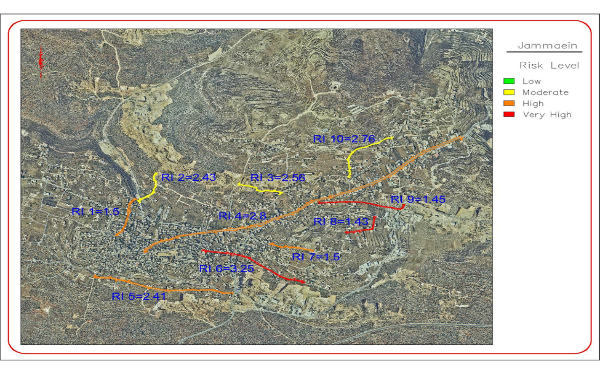 Jammaein
Risk Level
Low
Moderate
High
Very High
RI 10=2.76
RI 2=2.43
RI 3=2.56
RI 9=1.45
RI 1=1.5
RI 4=2.8
RI 8=1.43
RI 7=1.5
RI 6=3.25
RI 5=2.41